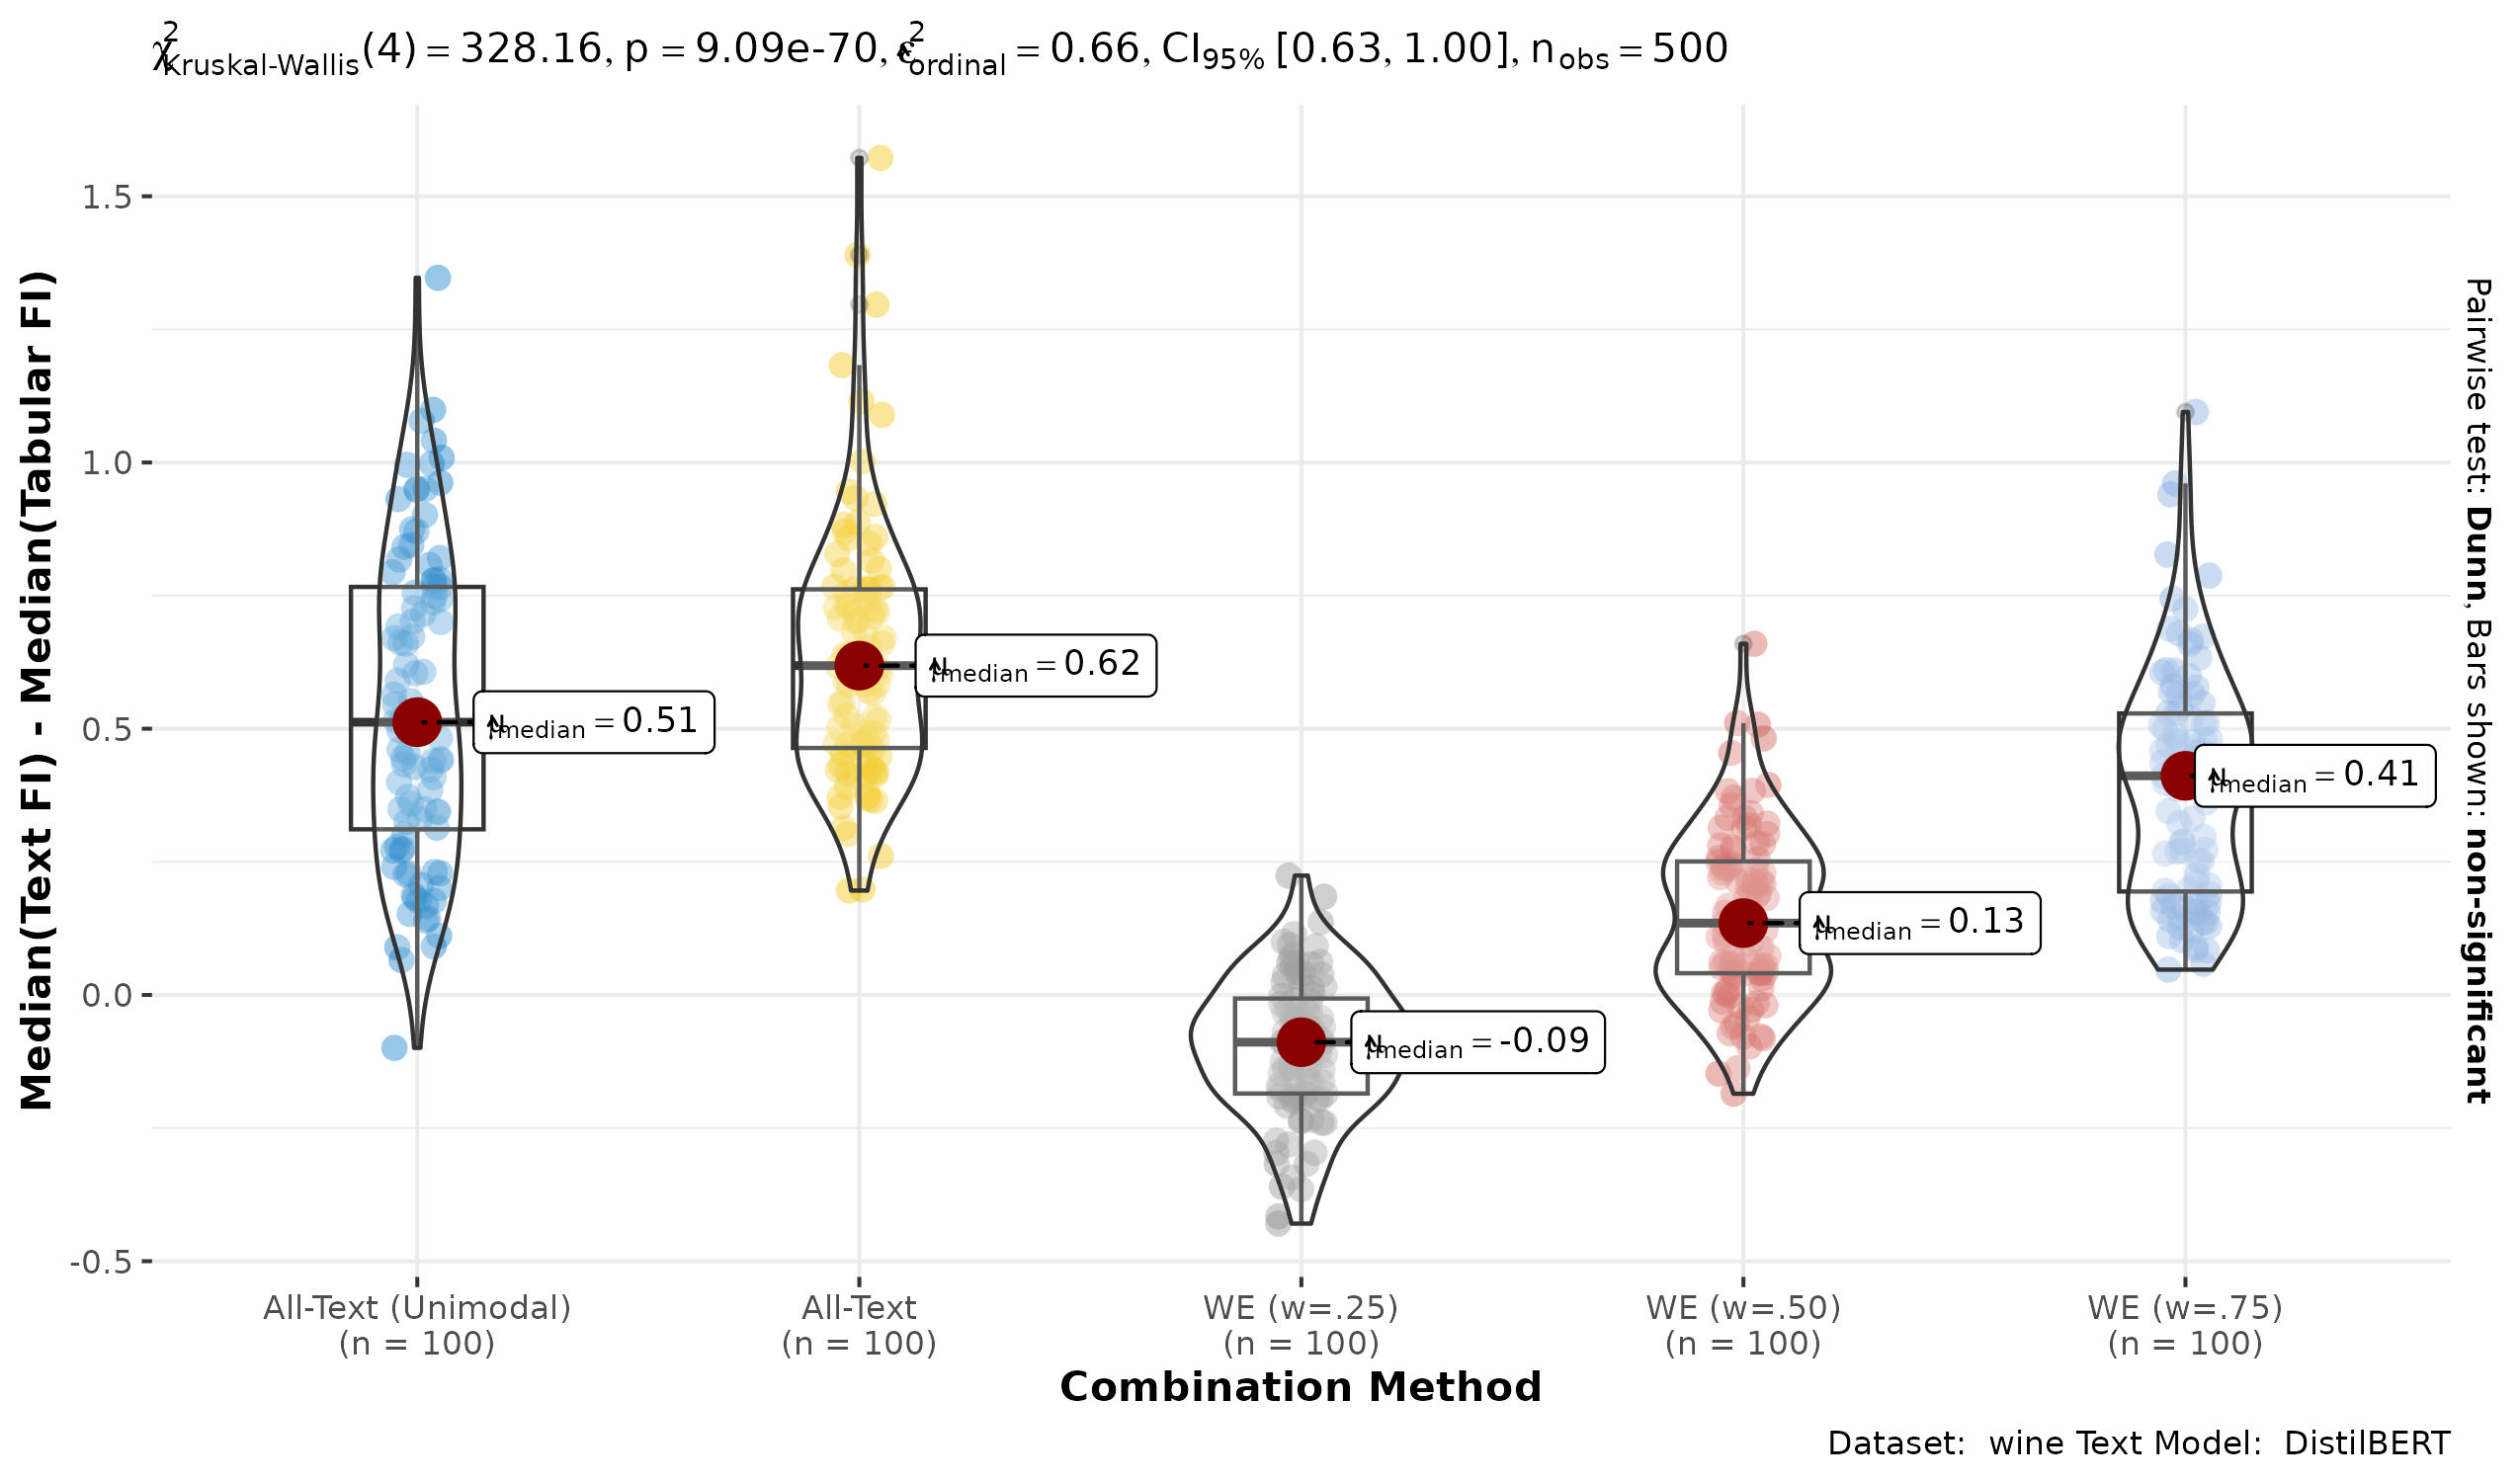 χ²Kruskal-Wallis(4) = 328.16, p = 9.09e-70, ε²ordinal = 0.66, CI95% [0.63, 1.00], nobs = 500
Median(Text FI) - Median(Tabular FI)
1.5
1.0
0.5
0.0
-0.5
μ̂median = 0.51
μ̂median = 0.62
μ̂median = -0.09
μ̂median = 0.13
μ̂median = 0.41
Pairwise test: Dunn, Bars shown: non-significant
All-Text (Unimodal)
(n = 100)
All-Text
(n = 100)
WE (w=.25)
(n = 100)
WE (w=.50)
(n = 100)
WE (w=.75)
(n = 100)
Combination Method
Dataset: wine Text Model: DistilBERT